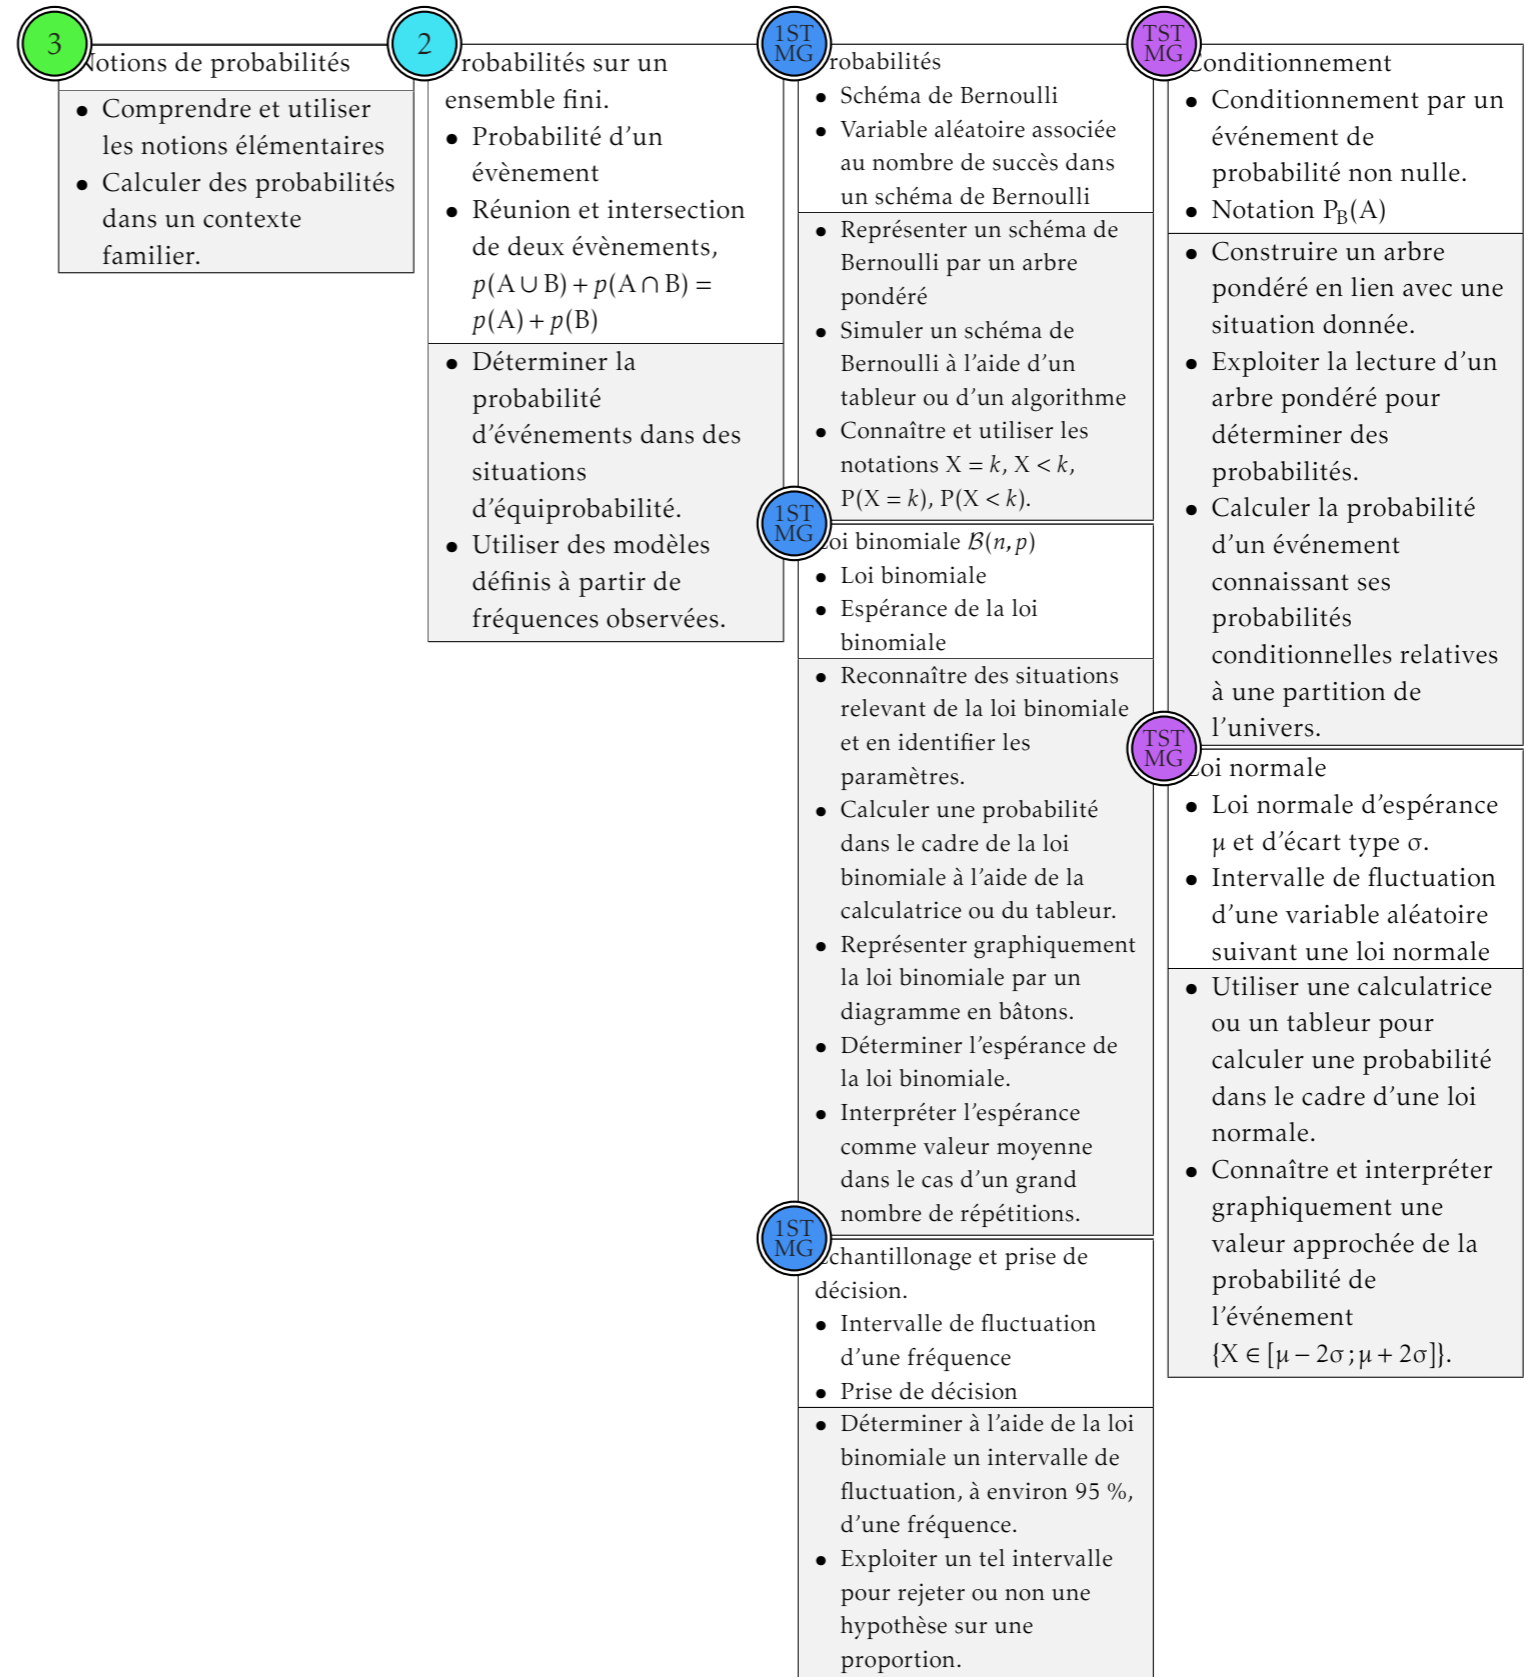 3
Notions de probabilités
• Comprendre et utiliser
les notions élémentaires
• Calculer des probabilités
dans un contexte
familier.
2
Probabilités sur un
ensemble fini.
• Probabilité d'un
évènement
• Réunion et intersection
de deux évènements,
p(A ∪ B) + p(A ∩ B) =
p(A) + p(B)
• Déterminer la
probabilité
d'événements dans des
situations
d'équiprobabilité.
• Utiliser des modèles
définis à partir de
fréquences observées.
1ST
MG
Probabilités
• Schéma de Bernoulli
• Variable aléatoire associée
au nombre de succès dans
un schéma de Bernoulli
• Représenter un schéma de
Bernoulli par un arbre
pondéré
• Simuler un schéma de
Bernoulli à l'aide d'un
tableur ou d'un algorithme
• Connaître et utiliser les
notations X = k, X < k,
P(X = k), P(X < k).
1ST
MG
Loi binomiale ℬ(n, p)
• Loi binomiale
• Espérance de la loi
binomiale
• Reconnaître des situations
relevant de la loi binomiale
et en identifier les
paramètres.
• Calculer une probabilité
dans le cadre de la loi
binomiale à l'aide de la
calculatrice ou du tableur.
• Représenter graphiquement
la loi binomiale par un
diagramme en bâtons.
• Déterminer l'espérance de
la loi binomiale.
• Interpréter l'espérance
comme valeur moyenne
dans le cas d'un grand
nombre de répétitions.
1ST
MG
Échantillonage et prise de
décision.
• Intervalle de fluctuation
d'une fréquence
• Prise de décision
• Déterminer à l'aide de la loi
binomiale un intervalle de
fluctuation, à environ 95 %,
d'une fréquence.
• Exploiter un tel intervalle
pour rejeter ou non une
hypothèse sur une
proportion.
TST
MG
Conditionnement
• Conditionnement par un
événement de
probabilité non nulle.
• Notation P_B(A)
• Construire un arbre
pondéré en lien avec une
situation donnée.
• Exploiter la lecture d'un
arbre pondéré pour
déterminer des
probabilités.
• Calculer la probabilité
d'un événement
connaissant ses
probabilités
conditionnelles relatives
à une partition de
l'univers.
TST
MG
Loi normale
• Loi normale d'espérance
μ et d'écart type σ.
• Intervalle de fluctuation
d'une variable aléatoire
suivant une loi normale
• Utiliser une calculatrice
ou un tableur pour
calculer une probabilité
dans le cadre d'une loi
normale.
• Connaître et interpréter
graphiquement une
valeur approchée de la
probabilité de
l'événement
{X ∈ [μ − 2σ ; μ + 2σ]}.